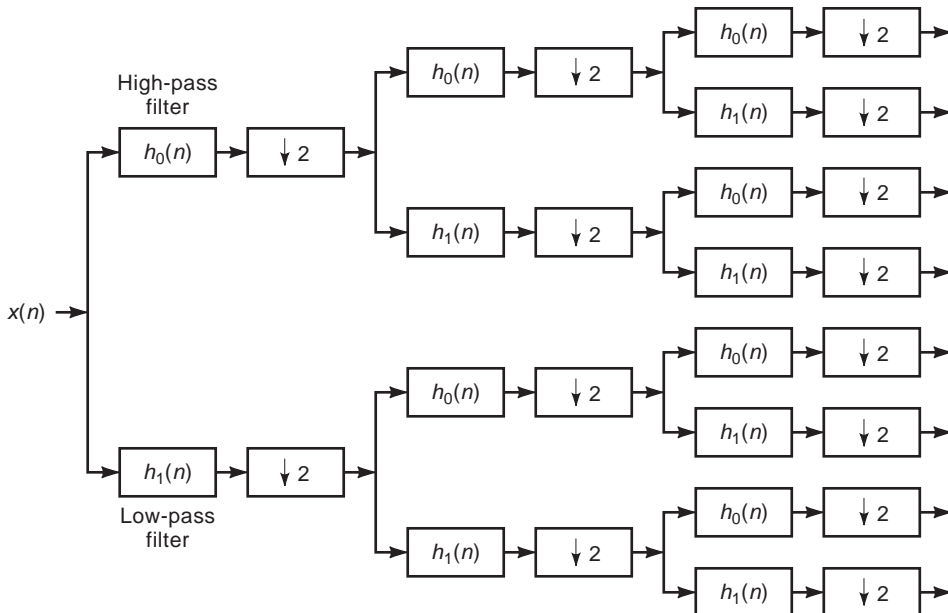 h₀(n) ↓ 2
h₀(n) ↓ 2
High-pass
filter
h₁(n) ↓ 2
h₀(n) ↓ 2
h₀(n) ↓ 2
h₁(n) ↓ 2
h₁(n) ↓ 2
x(n)
h₀(n) ↓ 2
h₀(n) ↓ 2
h₁(n) ↓ 2
h₁(n) ↓ 2
Low-pass
filter
h₀(n) ↓ 2
h₁(n) ↓ 2
h₁(n) ↓ 2